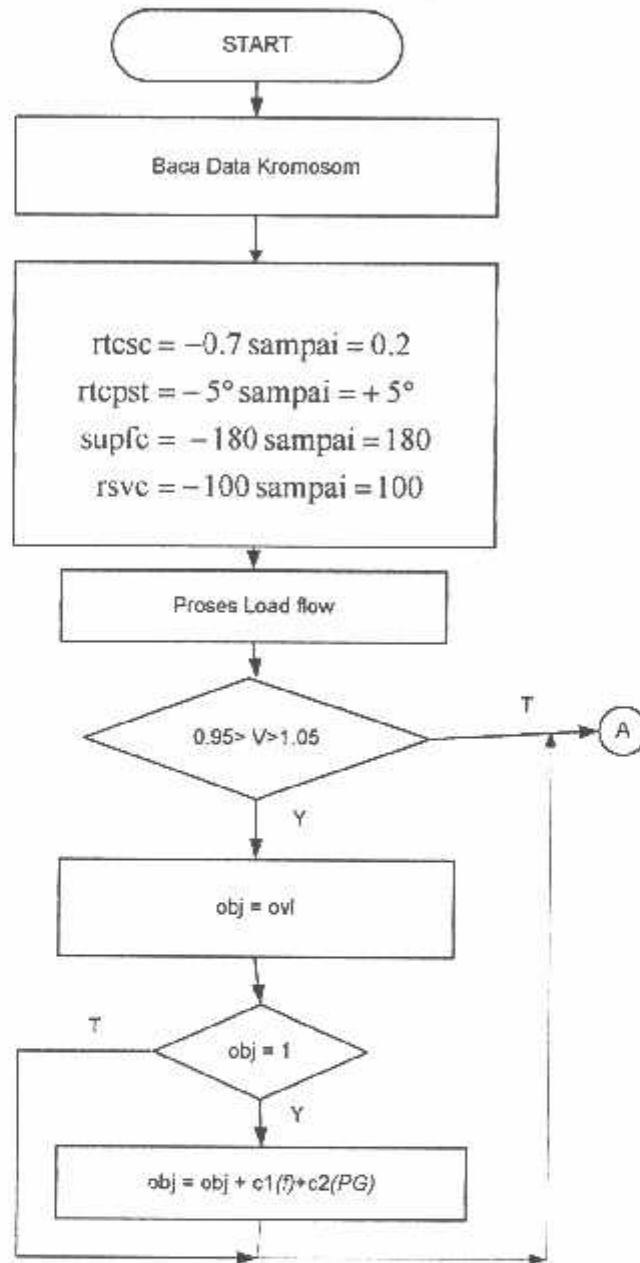 START
Baca Data Kromosom
rtcsc = −0.7 sampai = 0.2
rtcpst = − 5° sampai = + 5°
supfc = −180 sampai = 180
rsvc = −100 sampai = 100
Proses Load flow
0.95> V>1.05
T
A
Y
obj = ovl
T
obj = 1
Y
obj = obj + c1(f)+c2(PG)